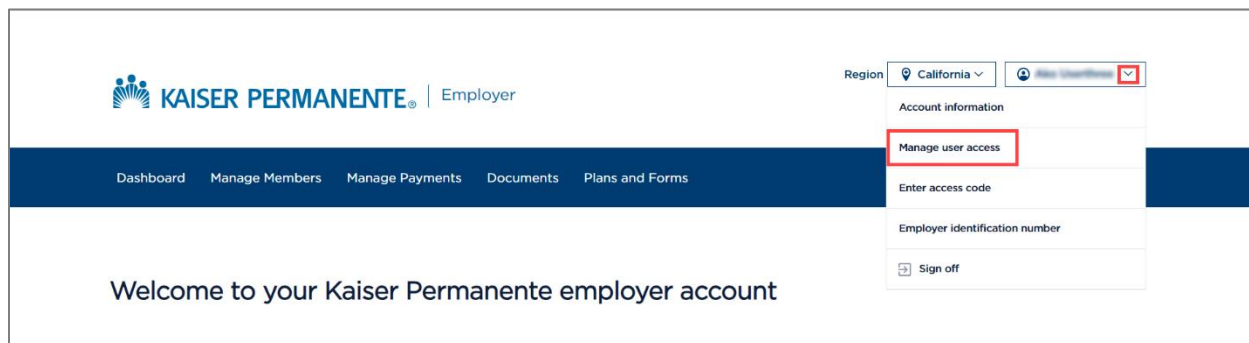 Region California
KAISER PERMANENTE® | Employer
Account information
Manage user access
Dashboard Manage Members Manage Payments Documents Plans and Forms
Enter access code
Employer identification number
Sign off
Welcome to your Kaiser Permanente employer account